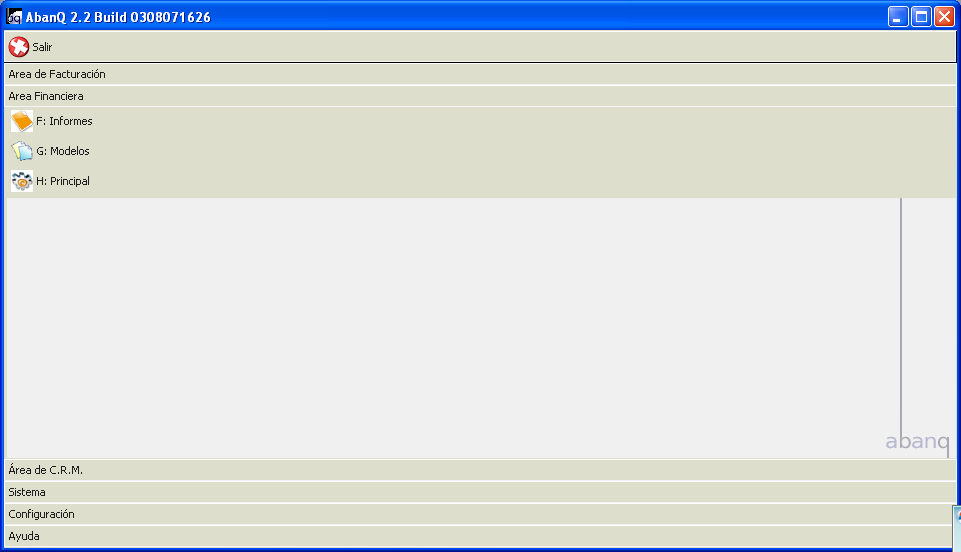 AbanQ 2.2 Build 0308071626
Salir
Area de Facturación
Area Financiera
F: Informes
G: Modelos
H: Principal
abanq
Área de C.R.M.
Sistema
Configuración
Ayuda